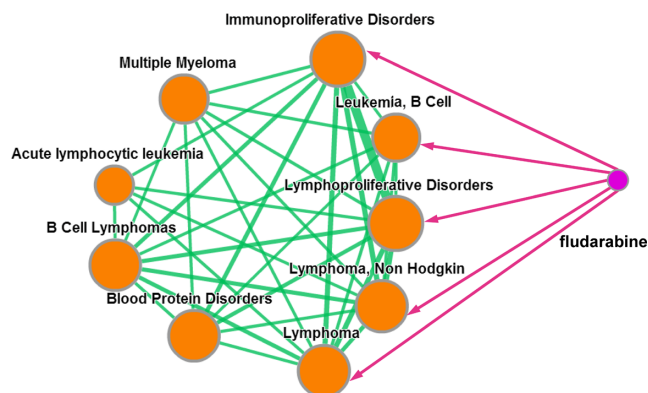 Immunoproliferative Disorders
Multiple Myeloma
Leukemia, B Cell
Acute lymphocytic leukemia
Lymphoproliferative Disorders
B Cell Lymphomas
fludarabine
Lymphoma, Non Hodgkin
Blood Protein Disorders
Lymphoma